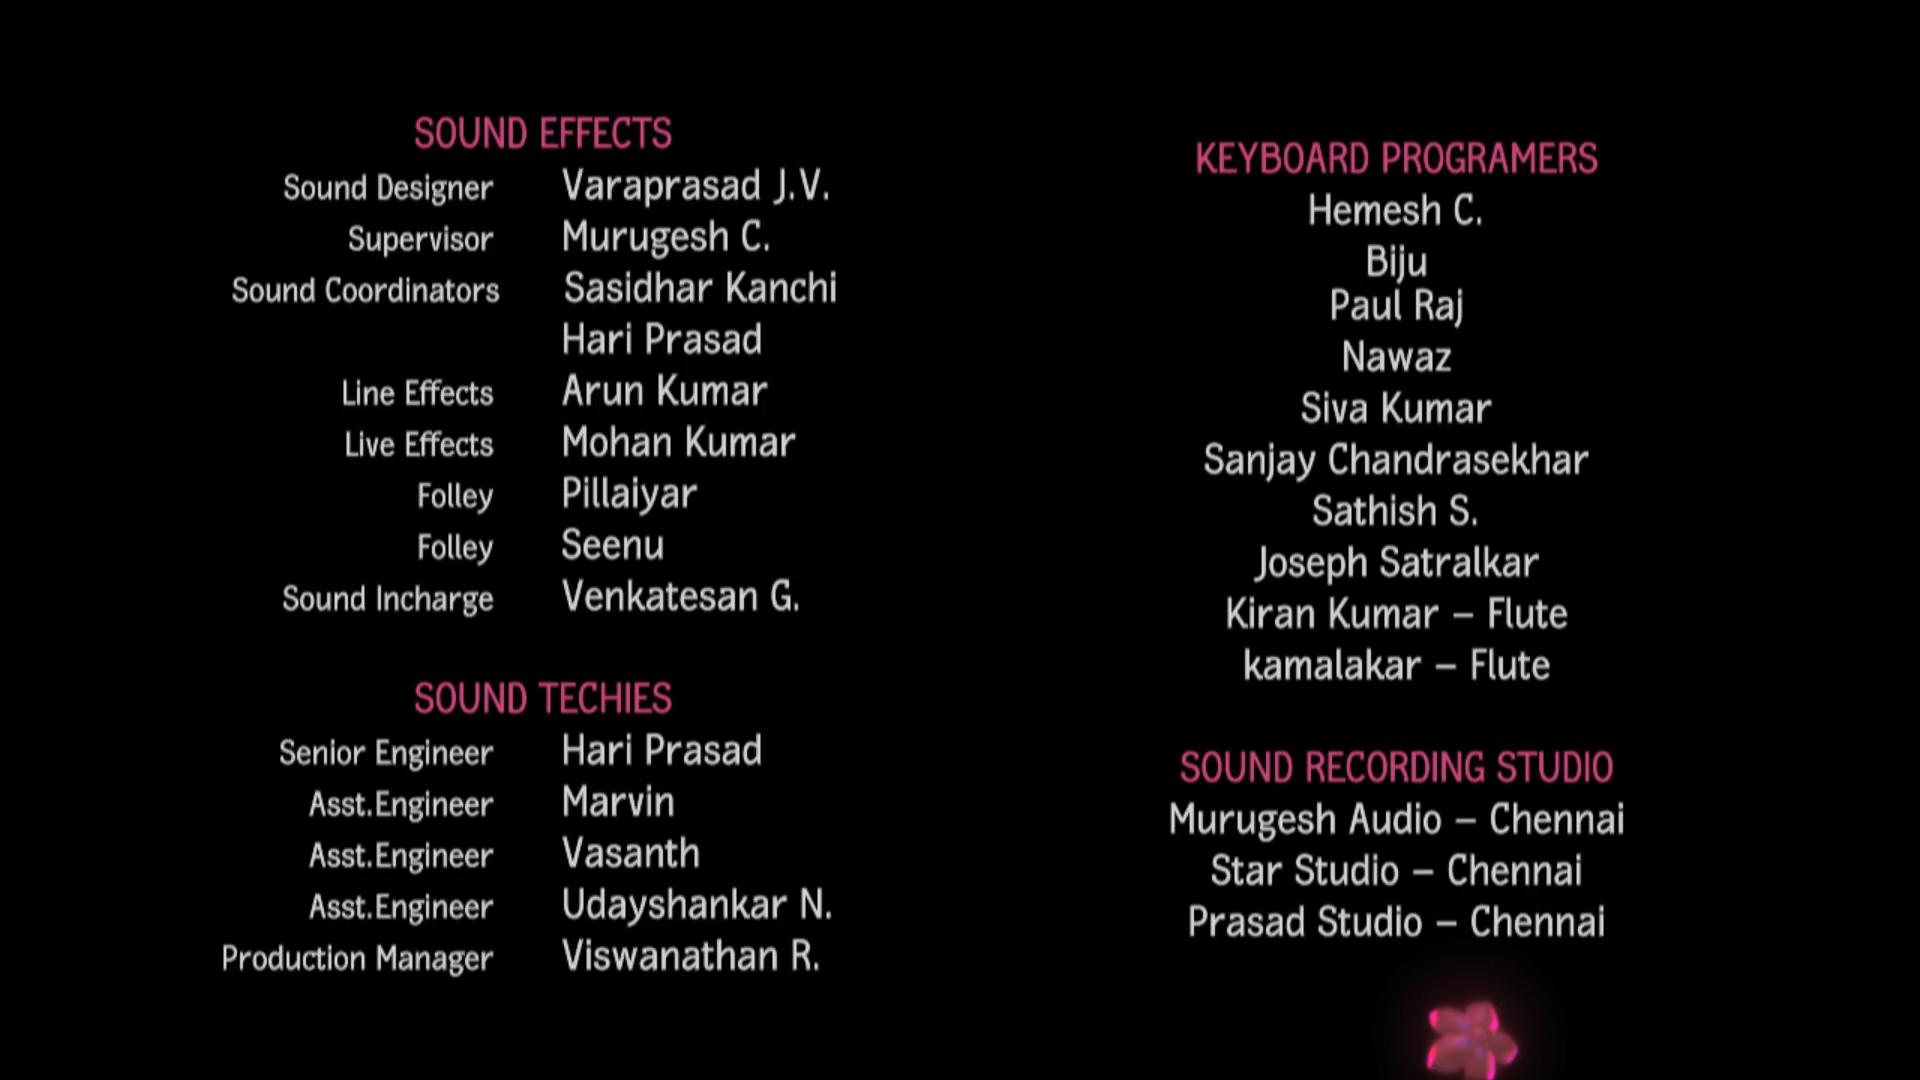 SOUND EFFECTS
Sound Designer Varaprasad J.V.
Supervisor Murugesh C.
Sound Coordinators Sasidhar Kanchi
Hari Prasad
Line Effects Arun Kumar
Live Effects Mohan Kumar
Folley Pillaiyar
Folley Seenu
Sound Incharge Venkatesan G.
SOUND TECHIES
Senior Engineer Hari Prasad
Asst.Engineer Marvin
Asst.Engineer Vasanth
Asst.Engineer Udayshankar N.
Production Manager Viswanathan R.
KEYBOARD PROGRAMERS
Hemesh C.
Biju
Paul Raj
Nawaz
Siva Kumar
Sanjay Chandrasekhar
Sathish S.
Joseph Satralkar
Kiran Kumar – Flute
kamalakar – Flute
SOUND RECORDING STUDIO
Murugesh Audio – Chennai
Star Studio – Chennai
Prasad Studio – Chennai